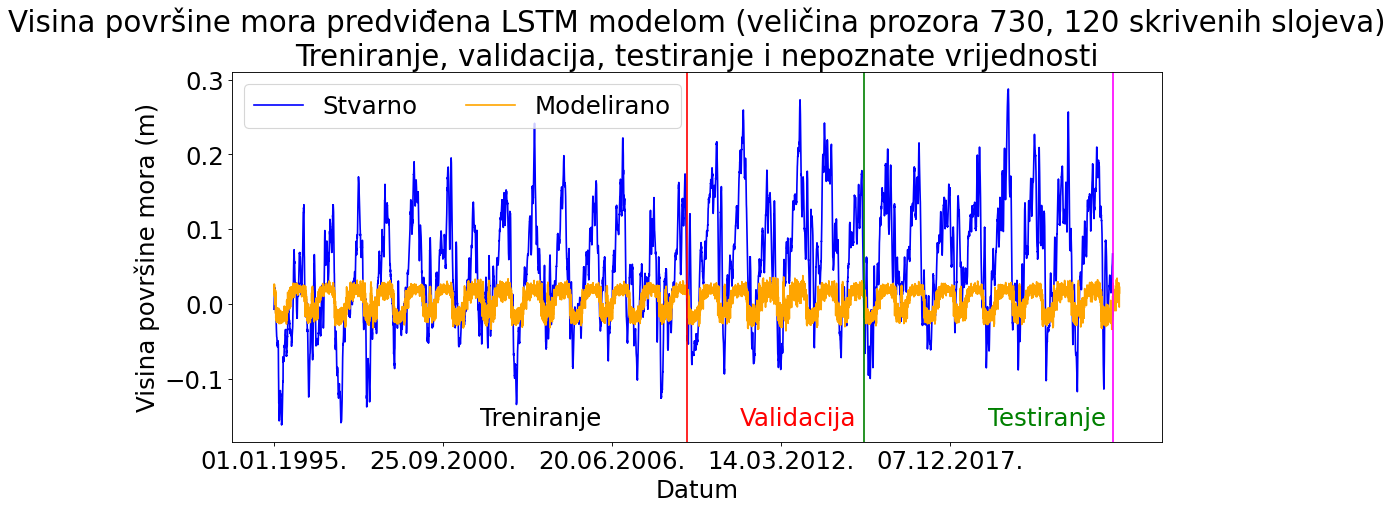 Visina površine mora predviđena LSTM modelom (veličina prozora 730, 120 skrivenih slojeva)
Treniranje, validacija, testiranje i nepoznate vrijednosti
Stvarno
Modelirano
Visina površine mora (m)
0.3
0.2
0.1
0.0
−0.1
Treniranje
Validacija
Testiranje
01.01.1995.
25.09.2000.
20.06.2006.
14.03.2012.
07.12.2017.
Datum